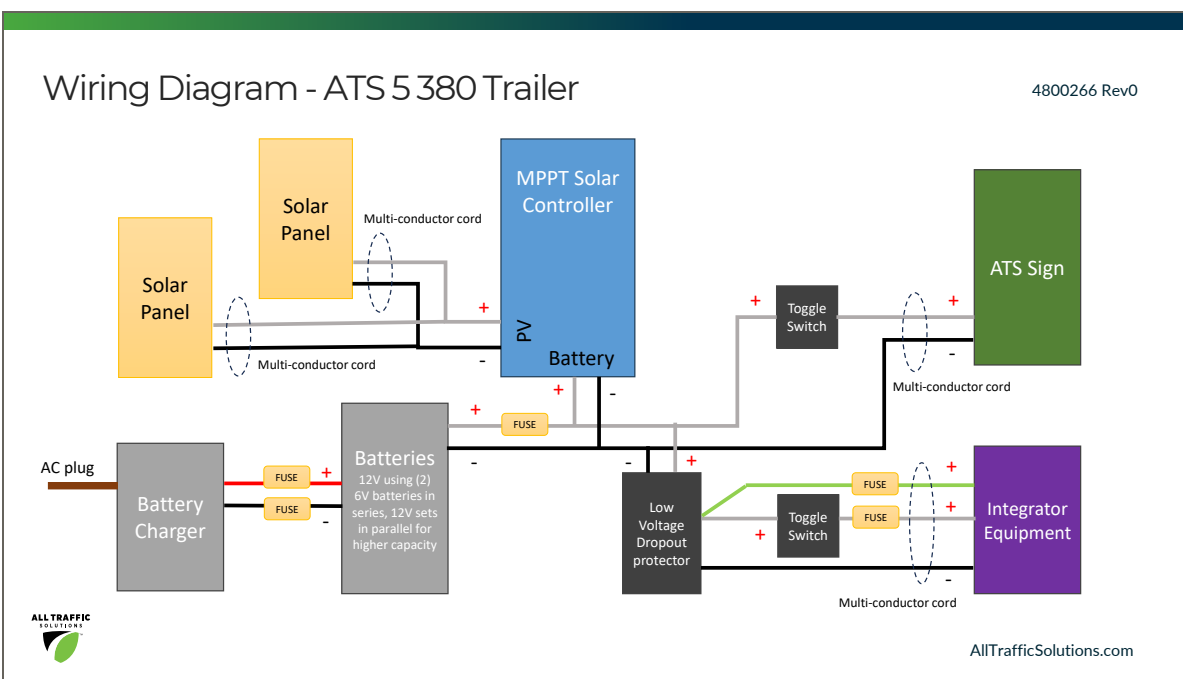 Wiring Diagram - ATS 5 380 Trailer
4800266 Rev0
Solar
Panel
Multi-conductor cord
Solar
Panel
Multi-conductor cord
MPPT Solar
Controller
PV
Battery
+
-
+
-
ATS Sign
Toggle
Switch
+
+
-
Multi-conductor cord
AC plug
Battery
Charger
FUSE
+
FUSE
-
Batteries
12V using (2)
6V batteries in
series, 12V sets
in parallel for
higher capacity
+
FUSE
-
-
+
Low
Voltage
Dropout
protector
+
Toggle
Switch
FUSE
FUSE
+
+
-
Integrator
Equipment
Multi-conductor cord
ALL TRAFFIC
SOLUTIONS
AllTrafficSolutions.com